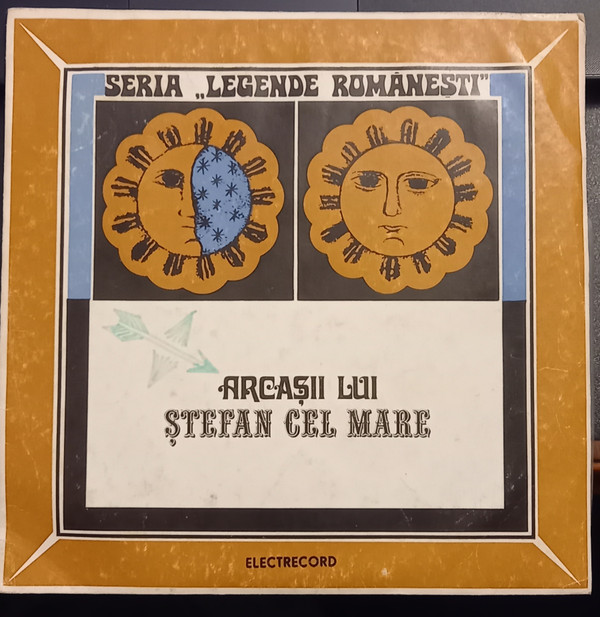 SERIA „LEGENDE ROMÂNEȘTI”
ARCAȘII LUI
ȘTEFAN CEL MARE
ELECTRECORD